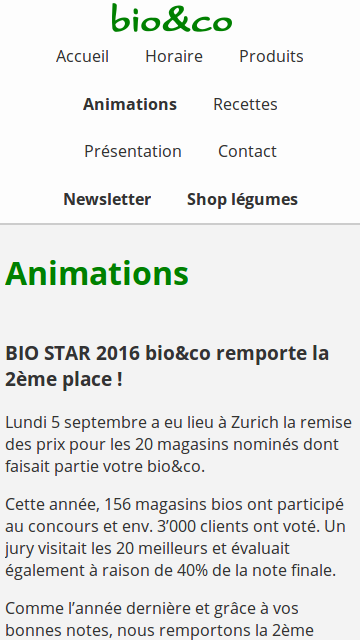 bio&co
Accueil Horaire Produits
Animations Recettes
Présentation Contact
Newsletter Shop légumes
Animations
BIO STAR 2016 bio&co remporte la
2ème place !
Lundi 5 septembre a eu lieu à Zurich la remise
des prix pour les 20 magasins nominés dont
faisait partie votre bio&co.
Cette année, 156 magasins bios ont participé
au concours et env. 3’000 clients ont voté. Un
jury visitait les 20 meilleurs et évaluait
également à raison de 40% de la note finale.
Comme l’année dernière et grâce à vos
bonnes notes, nous remportons la 2ème